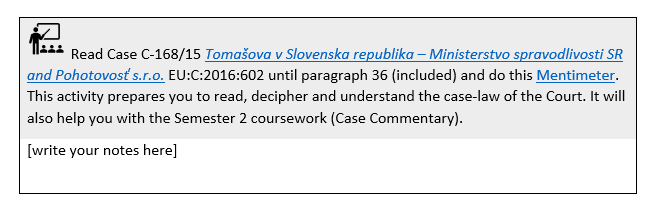 Read Case C-168/15 Tomašova v Slovenska republika – Ministerstvo spravodlivosti SR
and Pohotovosť s.r.o. EU:C:2016:602 until paragraph 36 (included) and do this Mentimeter.
This activity prepares you to read, decipher and understand the case-law of the Court. It will
also help you with the Semester 2 coursework (Case Commentary).
[write your notes here]